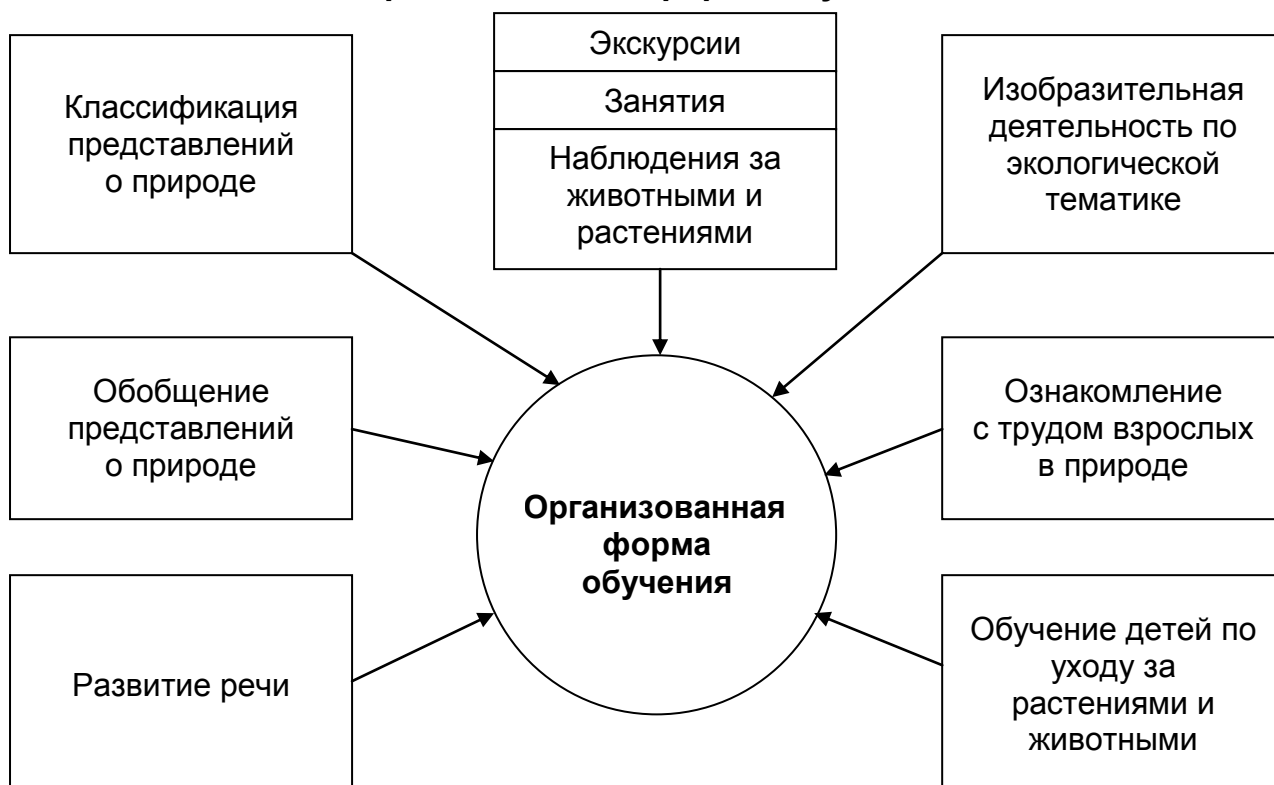 Экскурсии
Занятия
Наблюдения за
животными и
растениями
Классификация
представлений
о природе
Изобразительная
деятельность по
экологической
тематике
Обобщение
представлений
о природе
Ознакомление
с трудом взрослых
в природе
Организованная
форма
обучения
Развитие речи
Обучение детей по
уходу за
растениями и
животными